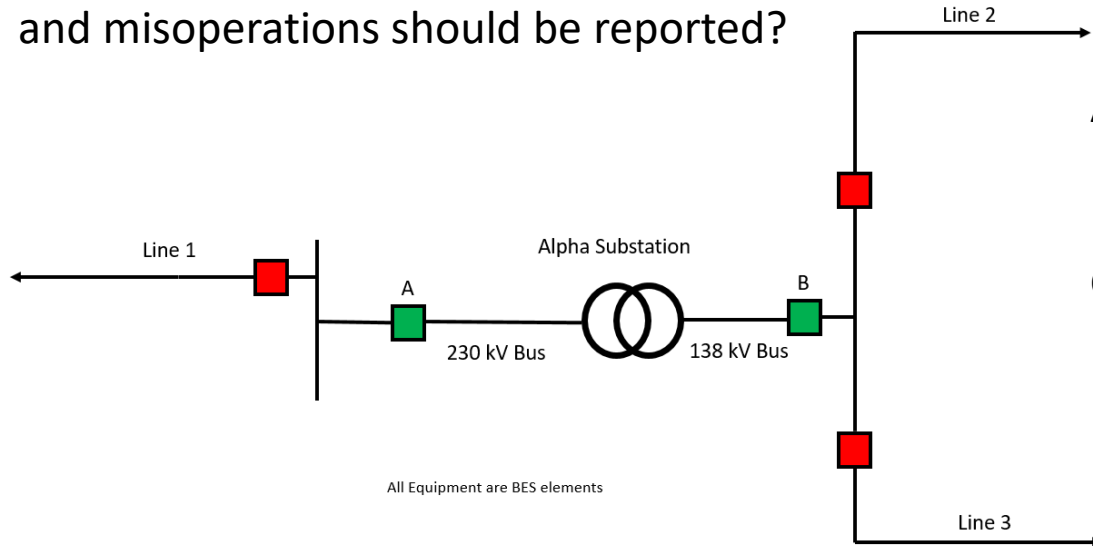 and misoperations should be reported?
Line 2
Line 1
Alpha Substation
A
B
230 kV Bus
138 kV Bus
All Equipment are BES elements
Line 3